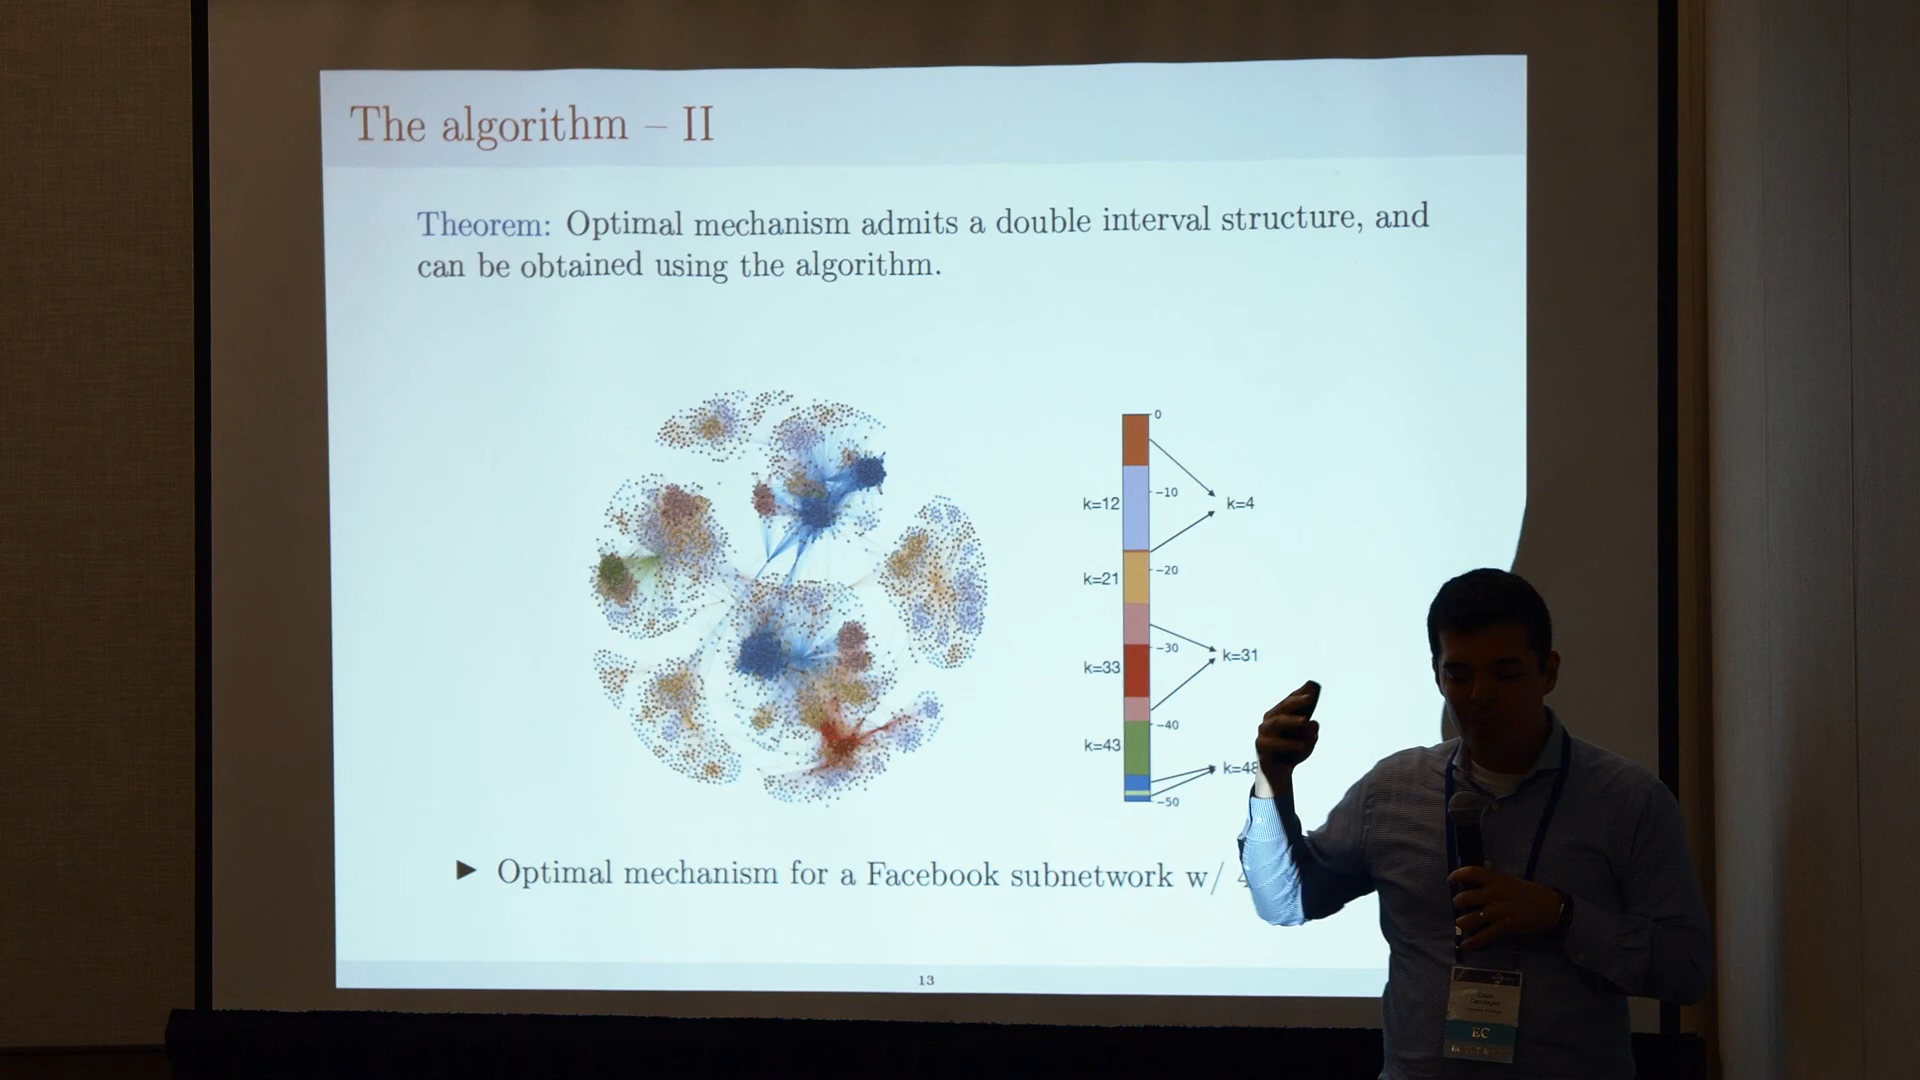 The algorithm – II
Theorem: Optimal mechanism admits a double interval structure, and
can be obtained using the algorithm.
0
−10
k=12
k=4
−20
k=21
−30
k=31
k=33
−40
k=43
k=48
−50
► Optimal mechanism for a Facebook subnetwork w/
13
EC